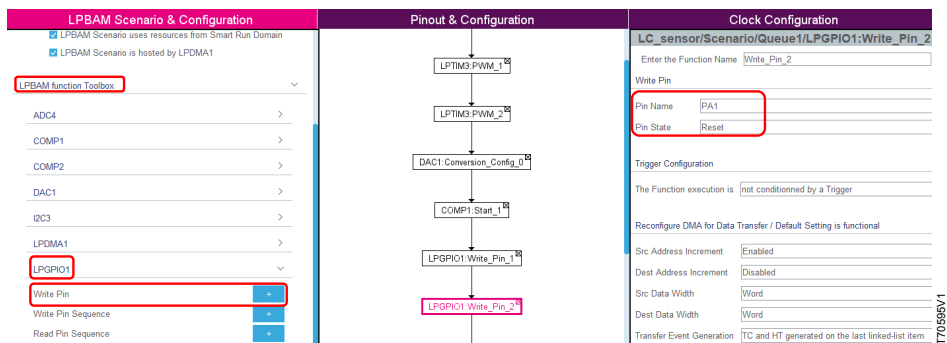 LPBAM Scenario & Configuration
LPBAM Scenario uses resources from Smart Run Domain
LPBAM Scenario is hosted by LPDMA1
LPBAM function Toolbox
ADC4
COMP1
COMP2
DAC1
I2C3
LPDMA1
LPGPIO1
Write Pin +
Write Pin Sequence +
Read Pin Sequence +
Pinout & Configuration
LPTIM3:PWM_1
LPTIM3:PWM_2
DAC1:Conversion_Config_0
COMP1:Start_1
LPGPIO1:Write_Pin_1
LPGPIO1:Write_Pin_2
Clock Configuration
LC_sensor/Scenario/Queue1/LPGPIO1:Write_Pin_2
Enter the Function Name Write_Pin_2
Write Pin
Pin Name PA1
Pin State Reset
Trigger Configuration
The Function execution is not conditionned by a Trigger
Reconfigure DMA for Data Transfer / Default Setting is functional
Src Address Increment Enabled
Dest Address Increment Disabled
Src Data Width Word
Dest Data Width Word
Transfer Event Generation TC and HT generated on the last linked-list item